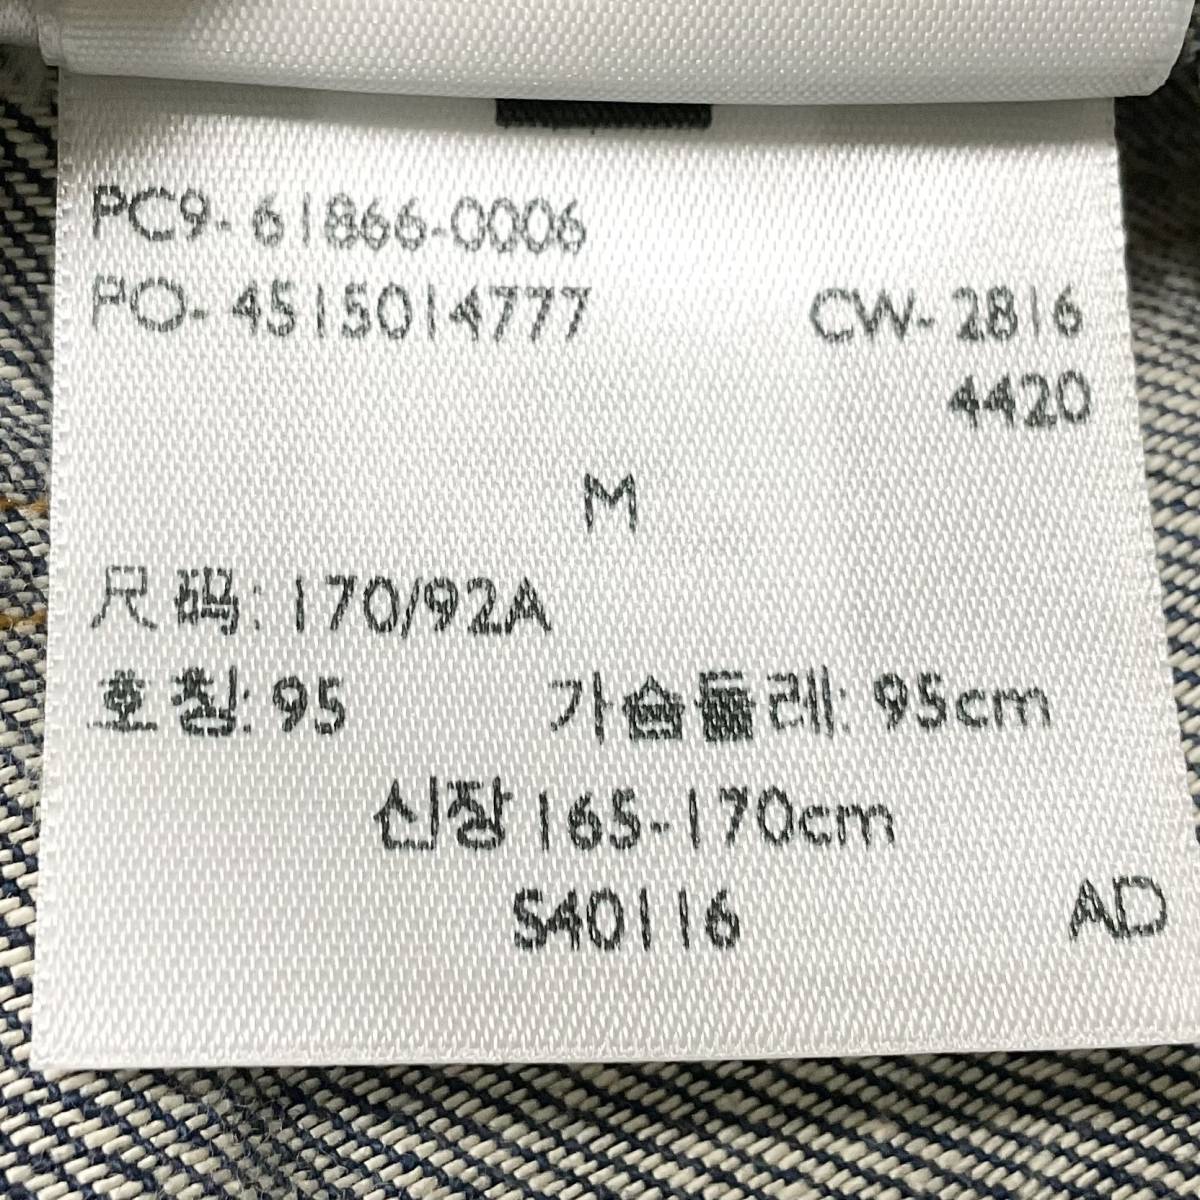 PC9-61866-0006
PO-4515014777 CW-2816
4420
M
尺码: 170/92A
호칭: 95 가슴둘레: 95cm
신장 165-170cm
S40116 AD